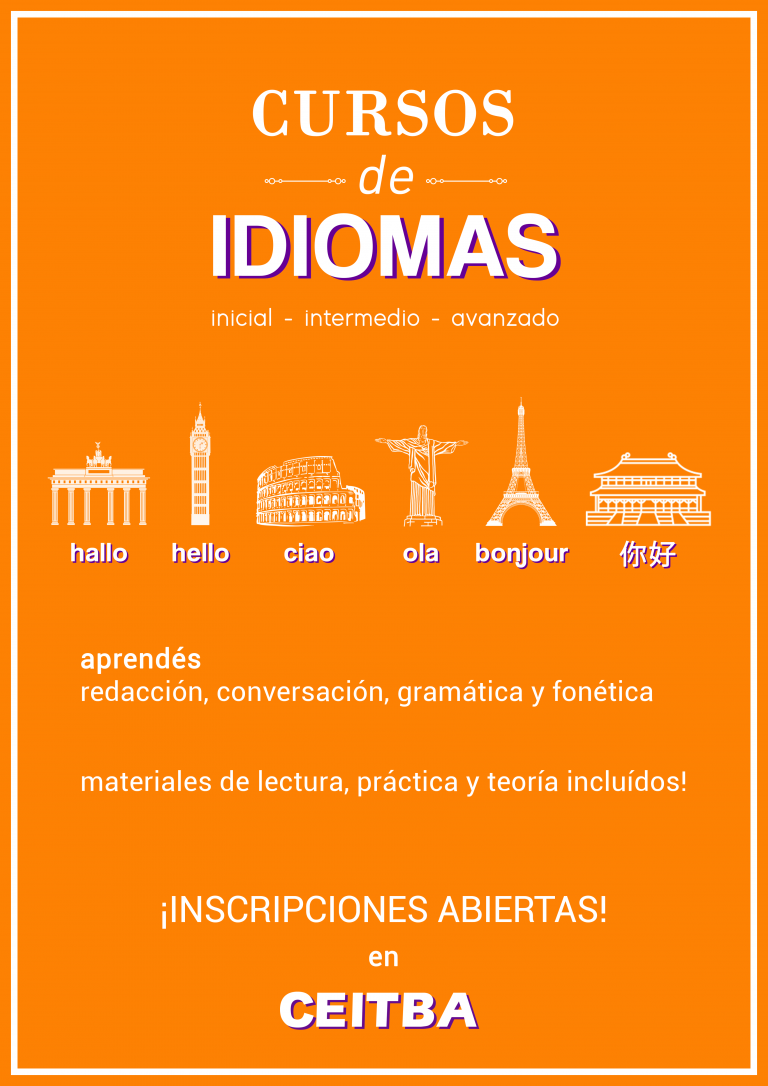 CURSOS
de
IDIOMAS
inicial - intermedio - avanzado
hallo hello ciao ola bonjour 你好
aprendés
redacción, conversación, gramática y fonética
materiales de lectura, práctica y teoría incluídos!
¡INSCRIPCIONES ABIERTAS!
en
CEITBA